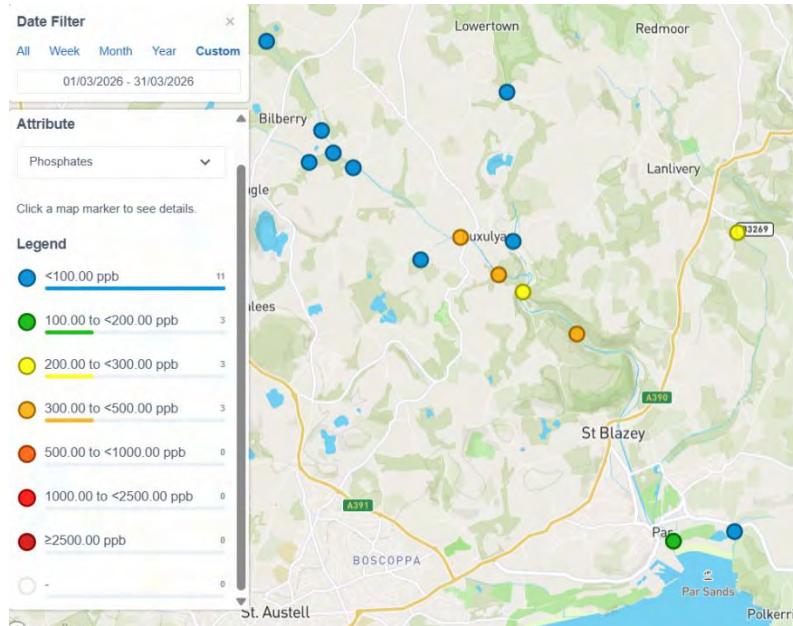 Date Filter ×
All Week Month Year Custom
01/03/2026 - 31/03/2026
Attribute
Phosphates
Click a map marker to see details.
Legend
<100.00 ppb 11
100.00 to <200.00 ppb 3
200.00 to <300.00 ppb 3
300.00 to <500.00 ppb 3
500.00 to <1000.00 ppb 0
1000.00 to <2500.00 ppb 0
≥2500.00 ppb 0
- 0
Lowertown
Redmoor
Bilberry
Lanlivery
gle
uxulya
B3269
lees
A390
St Blazey
A391
Par
BOSCOPPA
Par Sands
St. Austell
Polkerri